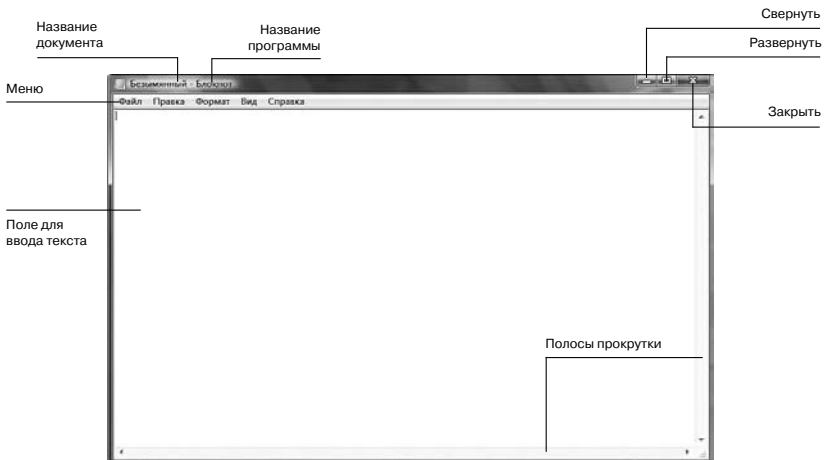 Название
документа
Название
программы
Свернуть
Развернуть
Меню
Безымянный - Блокнот
Файл Правка Формат Вид Справка
Закрыть
Поле для
ввода текста
Полосы прокрутки